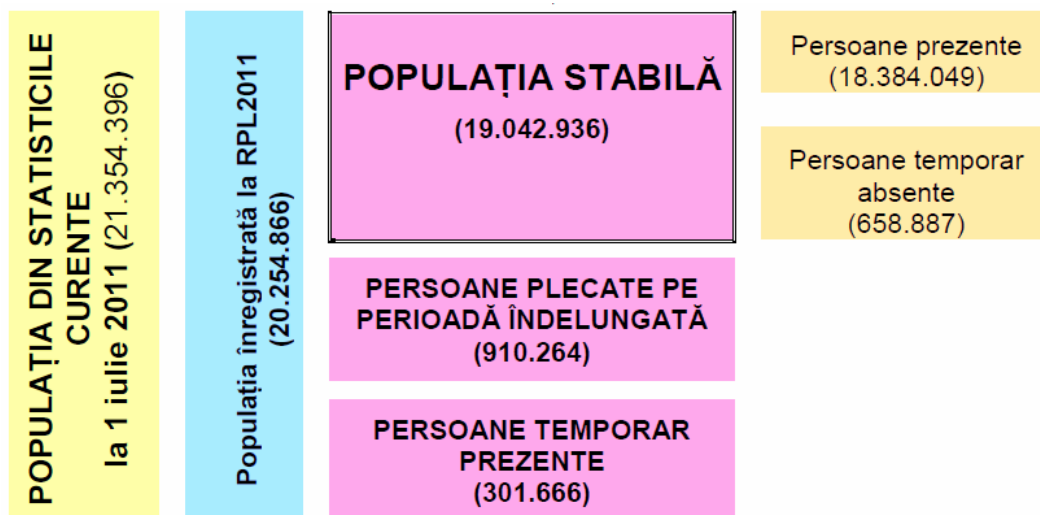 POPULAȚIA DIN STATISTICILE
CURENTE
la 1 iulie 2011 (21.354.396)
Populația înregistrată la RPL2011
(20.254.866)
POPULAȚIA STABILĂ
(19.042.936)
PERSOANE PLECATE PE
PERIOADĂ ÎNDELUNGATĂ
(910.264)
PERSOANE TEMPORAR
PREZENTE
(301.666)
Persoane prezente
(18.384.049)
Persoane temporar
absente
(658.887)